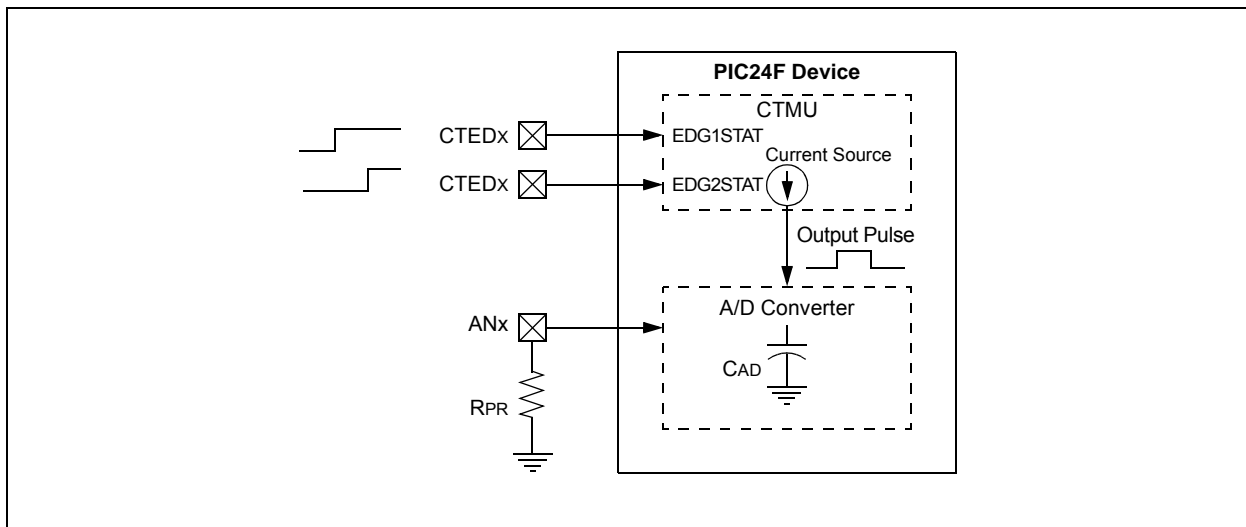 PIC24F Device
CTMU
CTEDx
EDG1STAT
Current Source
CTEDx
EDG2STAT
Output Pulse
A/D Converter
ANx
CAD
RPR